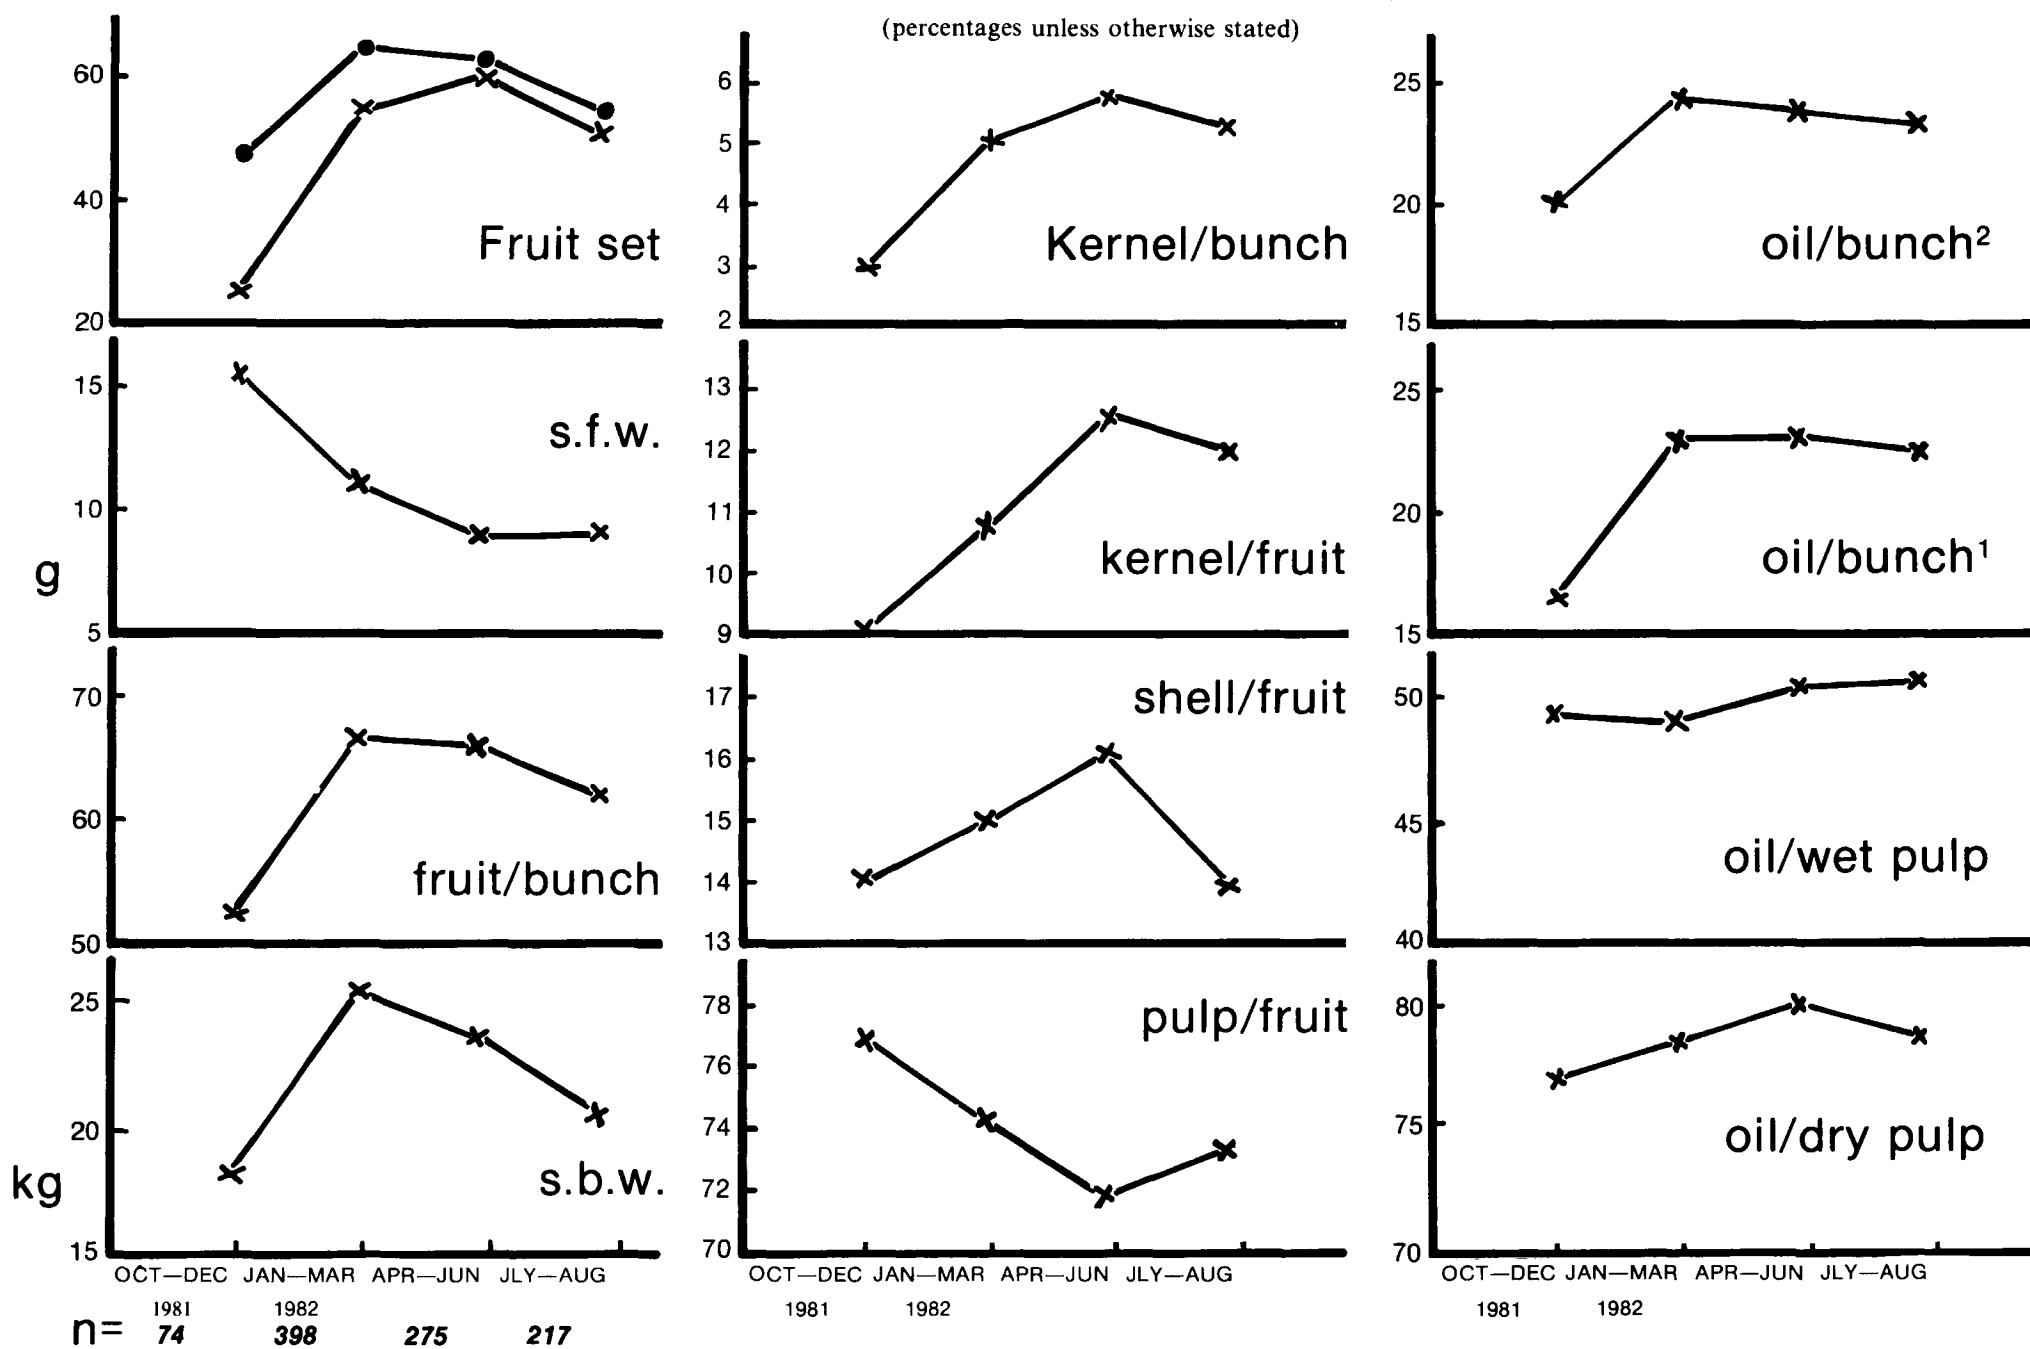 (percentages unless otherwise stated)
60
40
20
Fruit set
6
5
4
3
2
Kernel/bunch
25
20
15
oil/bunch²
15
10
5
g
s.f.w.
13
12
11
10
9
kernel/fruit
25
20
15
oil/bunch¹
70
60
50
fruit/bunch
17
16
15
14
13
shell/fruit
50
45
40
oil/wet pulp
25
20
15
kg
s.b.w.
78
76
74
72
70
pulp/fruit
80
75
70
oil/dry pulp
OCT—DEC JAN—MAR APR—JUN JLY—AUG
1981 1982
n= 74 398 275 217
OCT—DEC JAN—MAR APR—JUN JLY—AUG
1981 1982
OCT—DEC JAN—MAR APR—JUN JLY—AUG
1981 1982